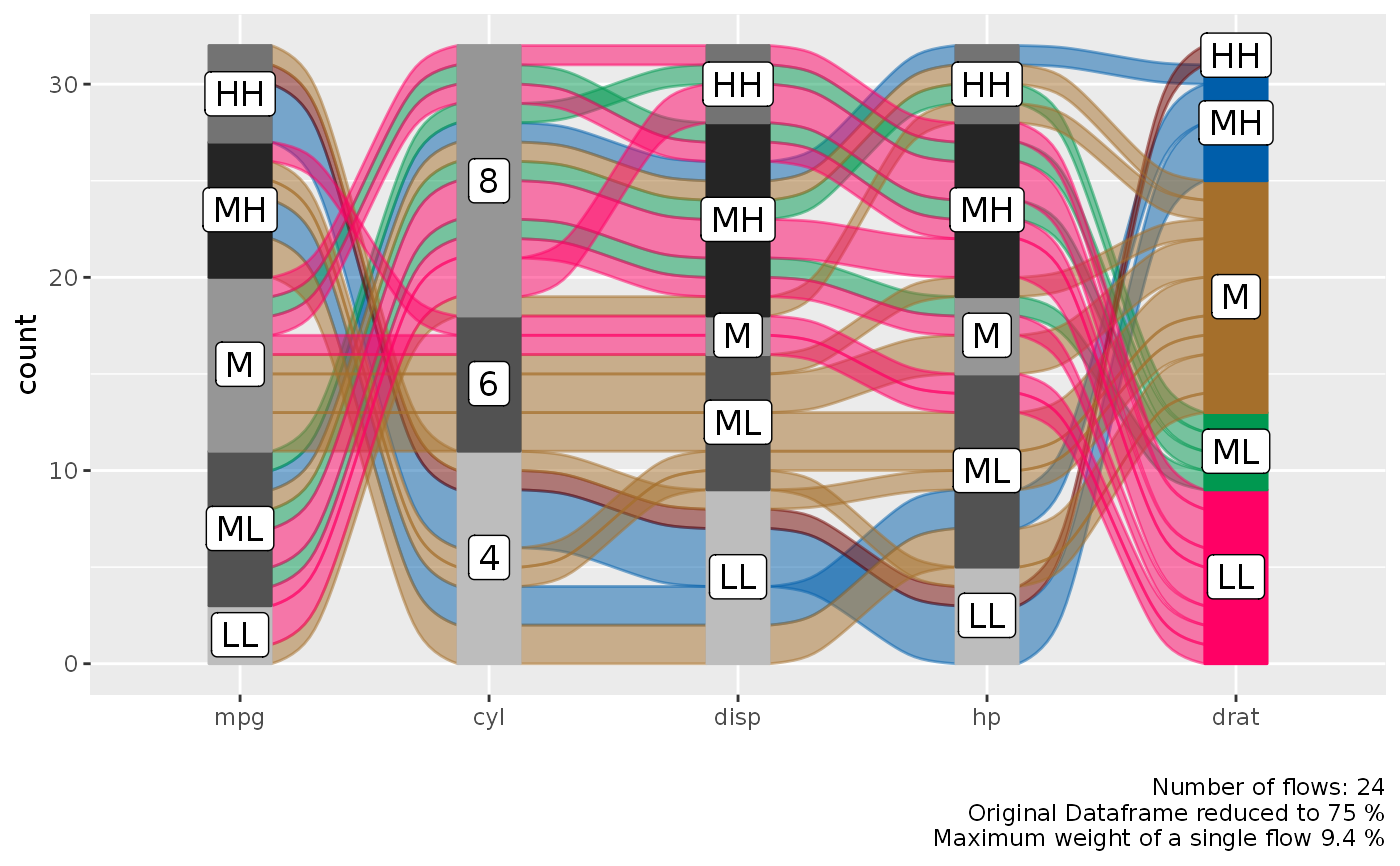 HH
MH
M
ML
LL
8
6
4
HH
MH
M
ML
LL
HH
MH
M
ML
LL
HH
MH
M
ML
LL
30
20
10
0
count
mpg cyl disp hp drat
Number of flows: 24
Original Dataframe reduced to 75 %
Maximum weight of a single flow 9.4 %